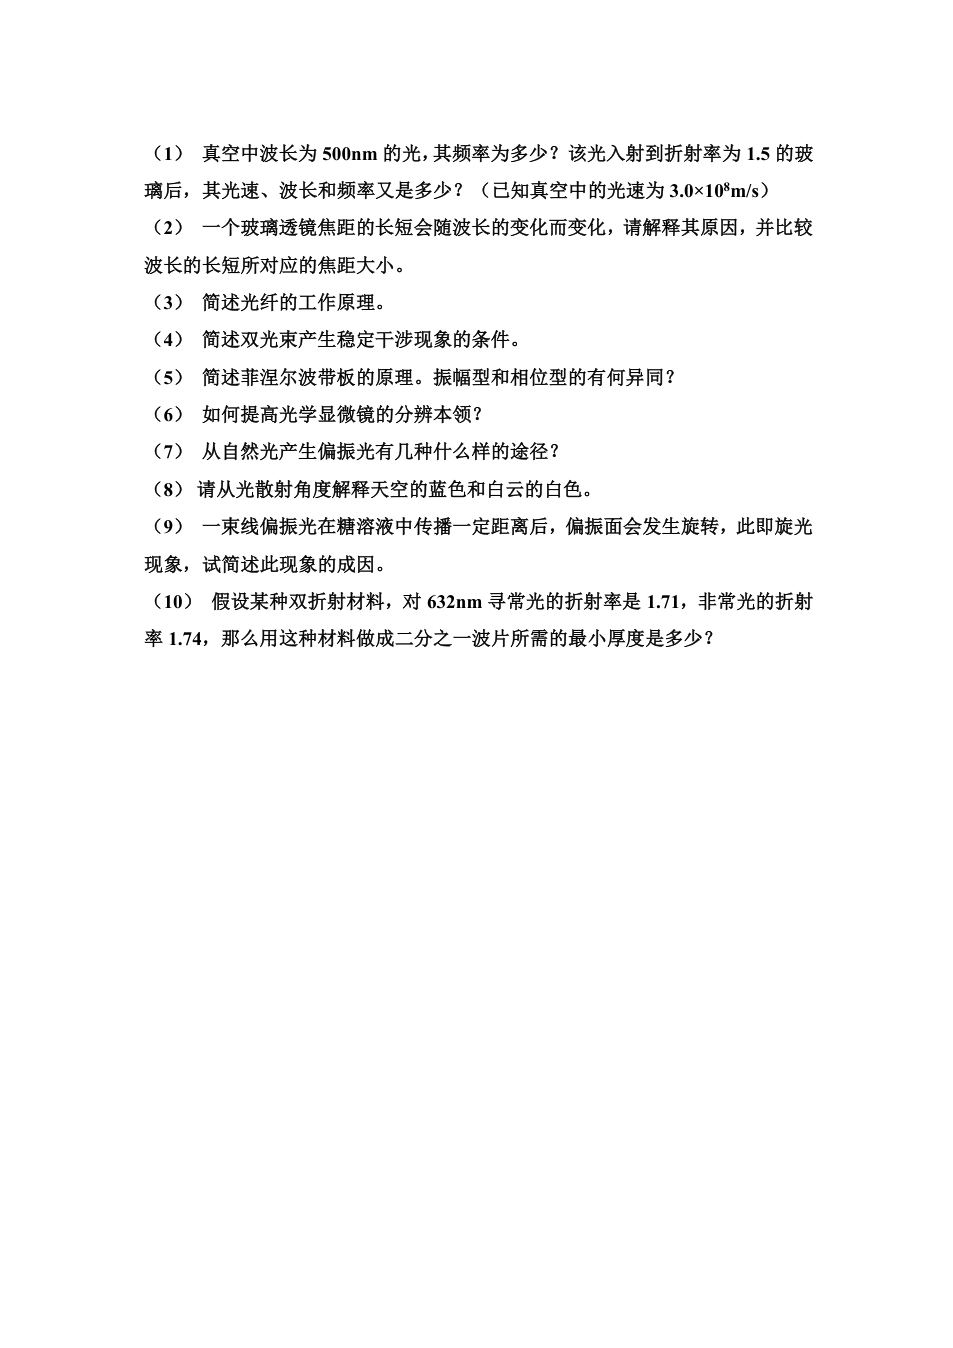 （1） 真空中波长为 500nm 的光，其频率为多少？该光入射到折射率为 1.5 的玻
璃后，其光速、波长和频率又是多少？（已知真空中的光速为 3.0×10⁸m/s）
（2） 一个玻璃透镜焦距的长短会随波长的变化而变化，请解释其原因，并比较
波长的长短所对应的焦距大小。
（3） 简述光纤的工作原理。
（4） 简述双光束产生稳定干涉现象的条件。
（5） 简述菲涅尔波带板的原理。振幅型和相位型的有何异同？
（6） 如何提高光学显微镜的分辨本领？
（7） 从自然光产生偏振光有几种什么样的途径？
（8） 请从光散射角度解释天空的蓝色和白云的白色。
（9） 一束线偏振光在糖溶液中传播一定距离后，偏振面会发生旋转，此即旋光
现象，试简述此现象的成因。
（10） 假设某种双折射材料，对 632nm 寻常光的折射率是 1.71，非常光的折射
率 1.74，那么用这种材料做成二分之一波片所需的最小厚度是多少？